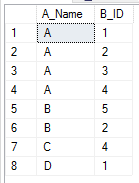 A_Name B_ID
1 A 1
2 A 2
3 A 3
4 A 4
5 B 5
6 B 2
7 C 4
8 D 1